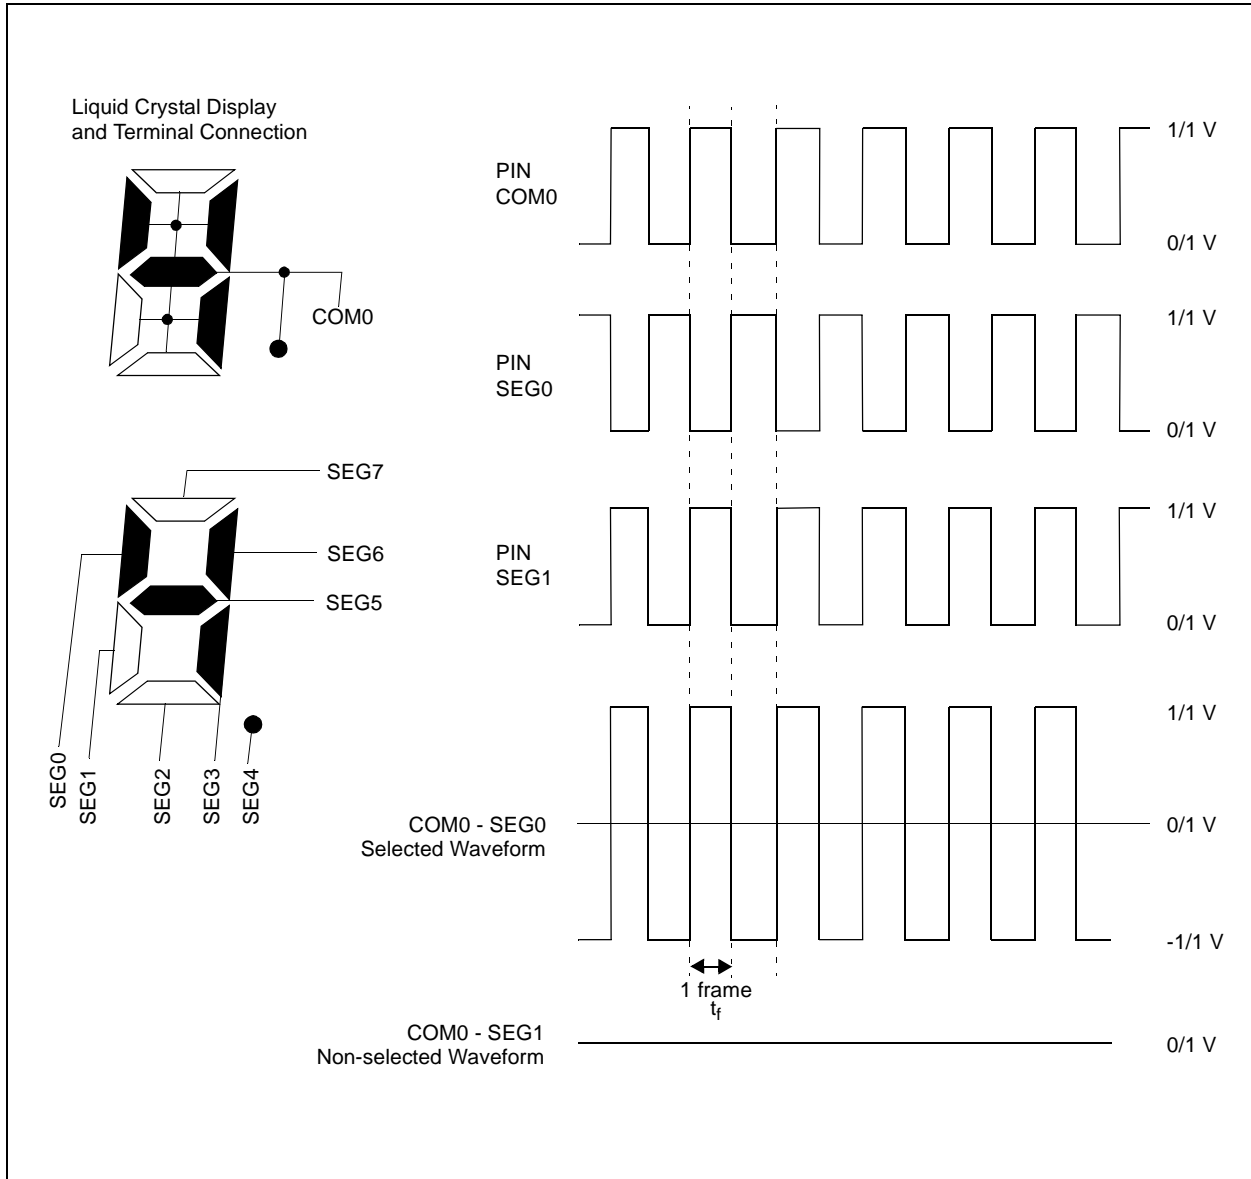 Liquid Crystal Display
and Terminal Connection
COM0
SEG7
SEG6
SEG5
SEG0
SEG1
SEG2
SEG3
SEG4
PIN
COM0
1/1 V
0/1 V
PIN
SEG0
1/1 V
0/1 V
PIN
SEG1
1/1 V
0/1 V
COM0 - SEG0
Selected Waveform
1/1 V
0/1 V
-1/1 V
1 frame
tf
COM0 - SEG1
Non-selected Waveform
0/1 V